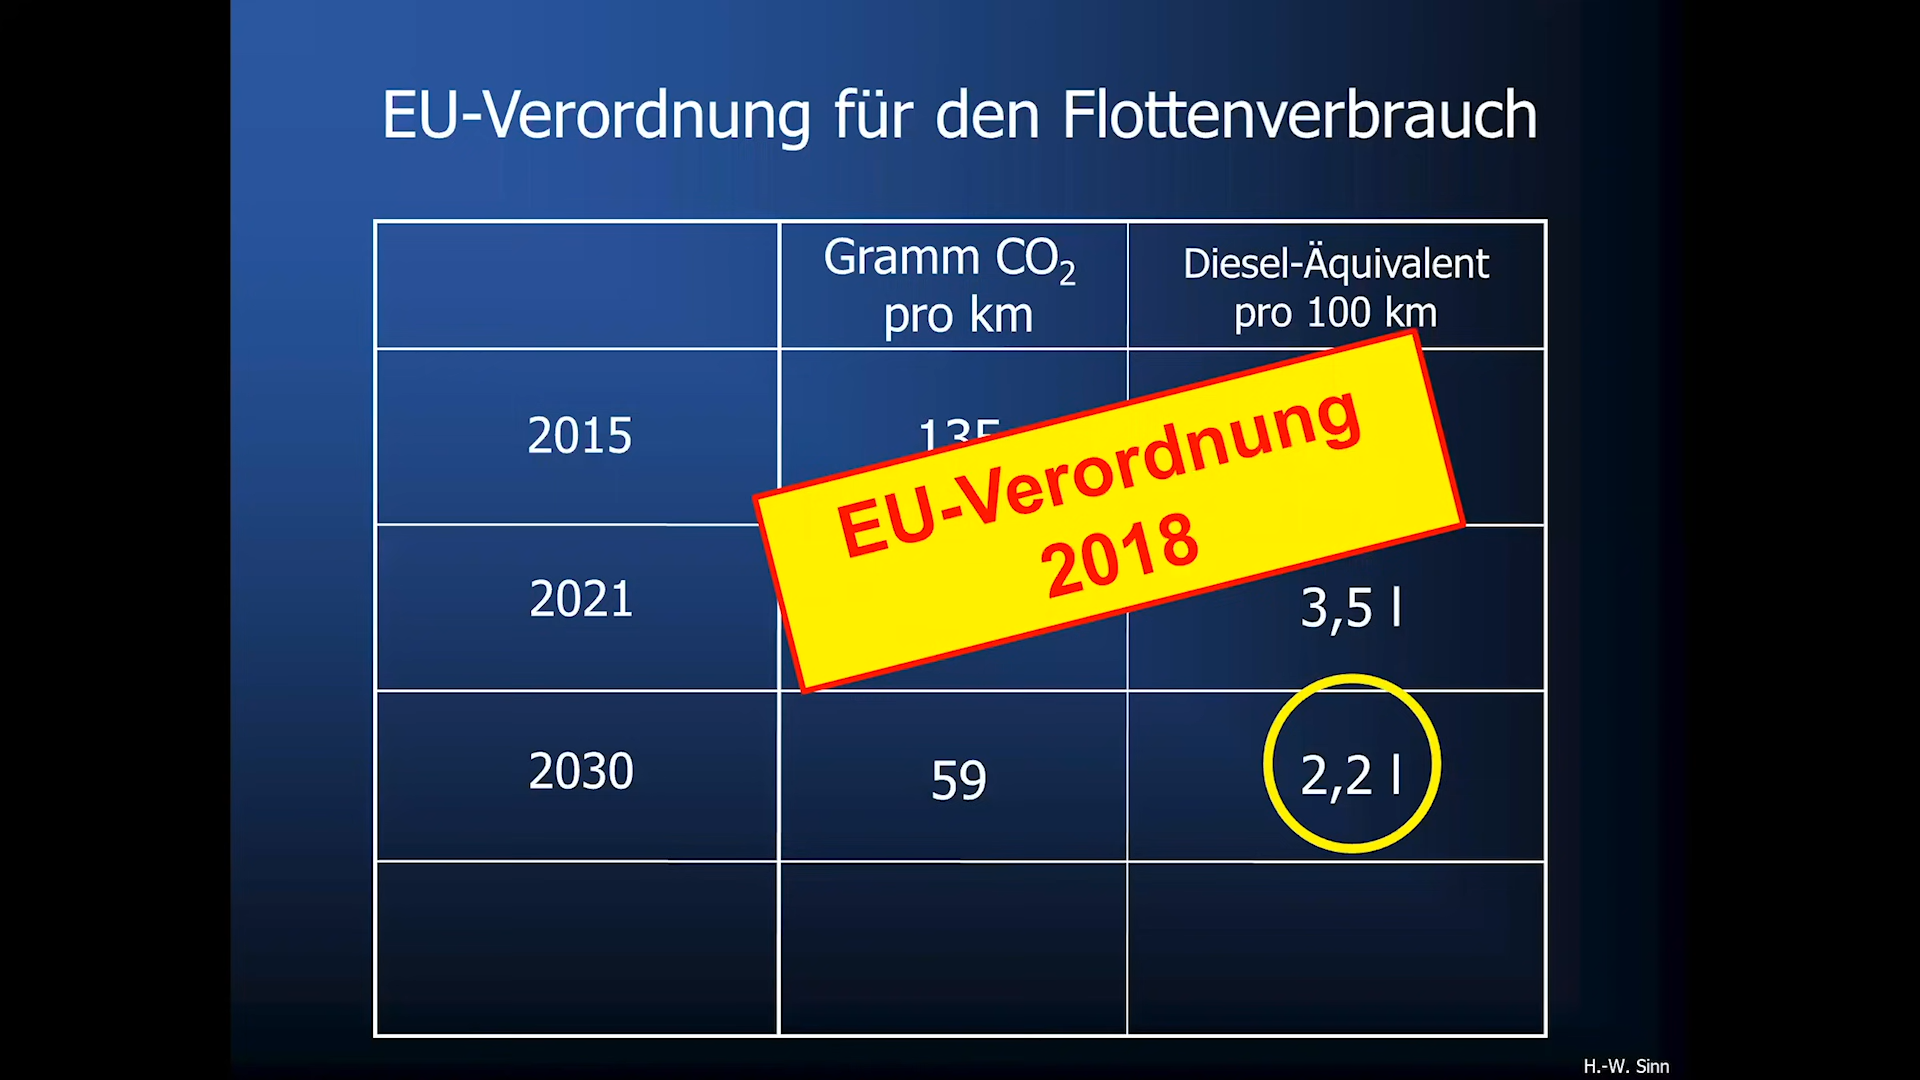 EU-Verordnung für den Flottenverbrauch
Gramm CO₂
pro km
Diesel-Äquivalent
pro 100 km
2015
EU-Verordnung
2018
2021
3,5 l
2030
59
2,2 l
H.-W. Sinn